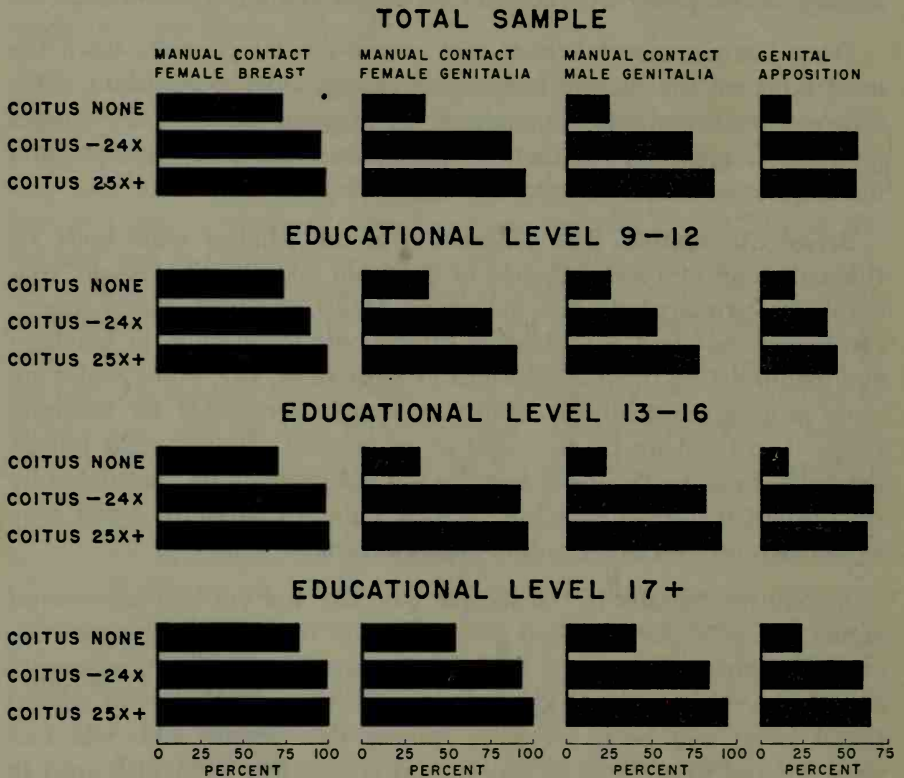 TOTAL SAMPLE
MANUAL CONTACT FEMALE BREAST
MANUAL CONTACT FEMALE GENITALIA
MANUAL CONTACT MALE GENITALIA
GENITAL APPOSITION
COITUS NONE
COITUS -24X
COITUS 25X+
EDUCATIONAL LEVEL 9-12
COITUS NONE
COITUS -24X
COITUS 25X+
EDUCATIONAL LEVEL 13-16
COITUS NONE
COITUS -24X
COITUS 25X+
EDUCATIONAL LEVEL 17+
COITUS NONE
COITUS -24X
COITUS 25X+
0 25 50 75 100 0 25 50 75 100 0 25 50 75 100 0 25 50 75
PERCENT PERCENT PERCENT PERCENT